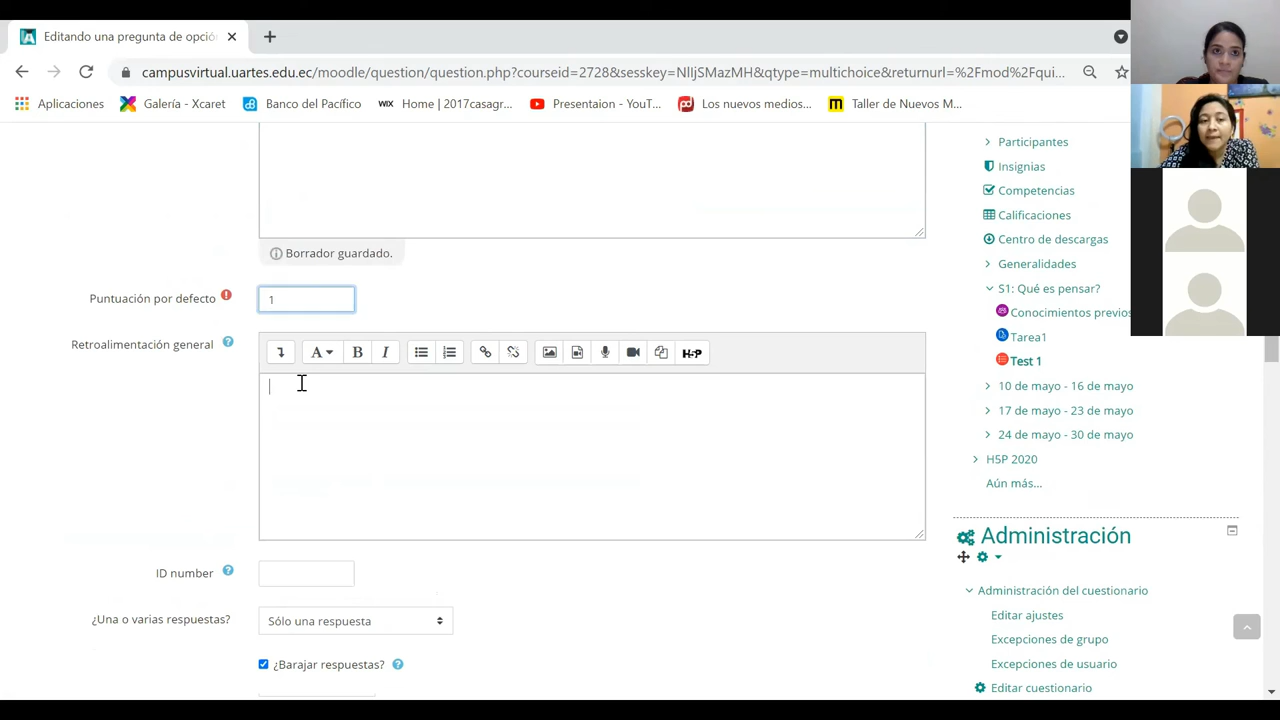 Editando una pregunta de opció
campusvirtual.uartes.edu.ec/moodle/question/question.php?courseid=2728&sesskey=NlIjSMazMH&qtype=multichoice&returnurl=%2Fmod%2Fqui...
Aplicaciones
Galería - Xcaret
Banco del Pacífico
WIX Home | 2017casagr...
Presentaion - YouT...
Los nuevos medios...
Taller de Nuevos M...
Borrador guardado.
Puntuación por defecto
1
Retroalimentación general
A B I H-P
ID number
¿Una o varias respuestas?
Sólo una respuesta
¿Barajar respuestas?
Participantes
Insignias
Competencias
Calificaciones
Centro de descargas
Generalidades
S1: Qué es pensar?
Conocimientos previos
Tarea1
Test 1
10 de mayo - 16 de mayo
17 de mayo - 23 de mayo
24 de mayo - 30 de mayo
H5P 2020
Aún más...
Administración
Administración del cuestionario
Editar ajustes
Excepciones de grupo
Excepciones de usuario
Editar cuestionario